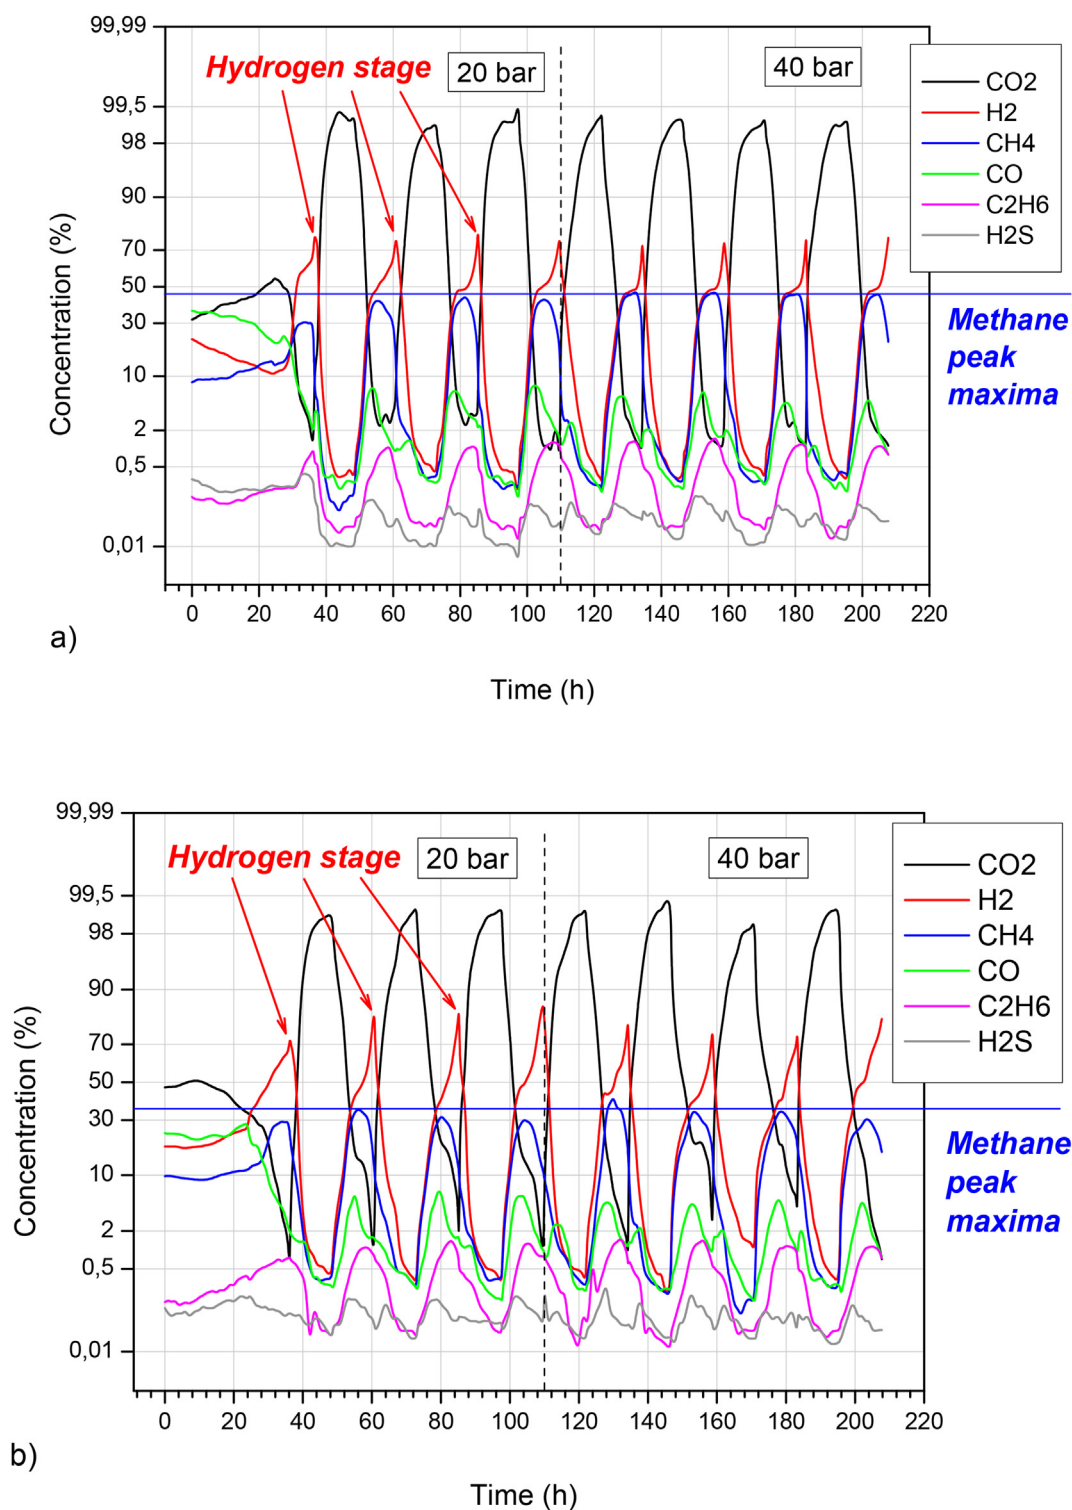 99,99
Hydrogen stage
20 bar
40 bar
CO2
H2
CH4
CO
C2H6
H2S
99,5
98
90
70
50
30
10
2
0,5
0,01
Concentration (%)
Methane
peak
maxima
0 20 40 60 80 100 120 140 160 180 200 220
a)
Time (h)
99,99
Hydrogen stage
20 bar
40 bar
CO2
H2
CH4
CO
C2H6
H2S
99,5
98
90
70
50
30
10
2
0,5
0,01
Concentration (%)
Methane
peak
maxima
0 20 40 60 80 100 120 140 160 180 200 220
b)
Time (h)